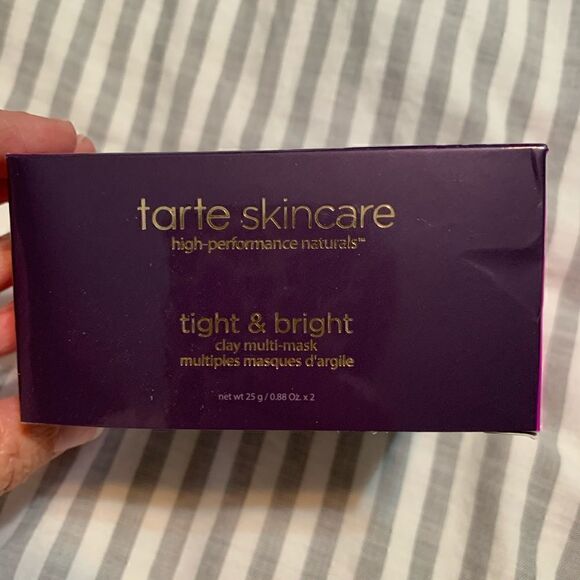 tarte skincare
high-performance naturals™
tight & bright
clay multi-mask
multiples masques d'argile
net wt 25 g / 0.88 Oz. x 2